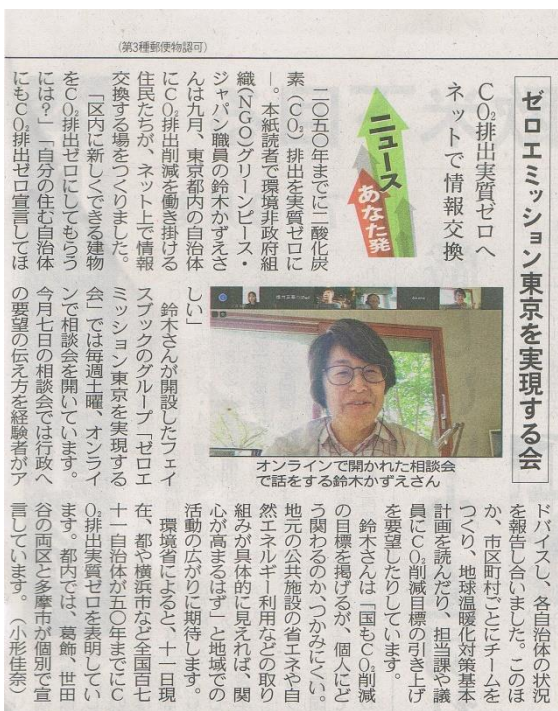 (第3種郵便物認可)
ゼロエミッション東京を実現する会
CO₂排出実質ゼロへ
ネットで情報交換
ニュース
あなた発
二〇五〇年までに二酸化炭
素(CO₂)排出を実質ゼロに
―。本紙読者で環境非政府組
織(NGO)グリーンピース・
ジャパン職員の鈴木かずえさ
んは九月、東京都内の自治体
にCO₂排出削減を働き掛ける
住民たちが、ネット上で情報
交換する場をつくりました。
「区内に新しくできる建物
をCO₂排出ゼロにしてもらう
には?」「自分の住む自治体
にもCO₂排出ゼロ宣言してほ
しい」
鈴木さんが開設したフェイ
スブックのグループ「ゼロエ
ミッション東京を実現する
会」では毎週土曜、オンライ
ンで相談会を開いています。
今月七日の相談会では行政へ
の要望の伝え方を経験者がア
オンラインで開かれた相談会
で話をする鈴木かずえさん
ドバイスし、各自治体の状況
を報告し合いました。このほ
か、市区町村ごとにチームを
つくり、地球温暖化対策基本
計画を読んだり、担当課や議
員にCO₂削減目標の引き上げ
を要望したりしています。
鈴木さんは「国もCO₂削減
の目標を掲げるが、個人にど
う関わるのか、つかみにくい。
地元の公共施設の省エネや自
然エネルギー利用などの取り
組みが具体的に見えれば、関
心が高まるはず」と地域での
活動の広がりに期待します。
環境省によると、十一日現
在、都や横浜市など全国百七
十一自治体が五〇年までにC
O₂排出実質ゼロを表明してい
ます。都内では、葛飾、世田
谷の両区と多摩市が個別で宣
言しています。 (小形佳奈)